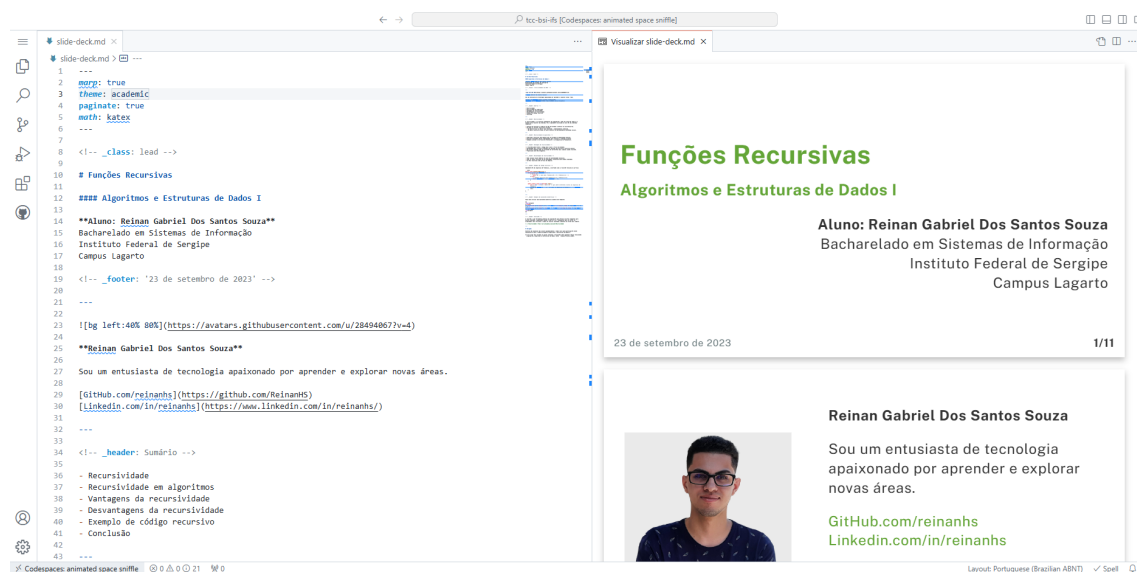 tcc-bsi-ifs [Codespaces: animated space sniffle]
slide-deck.md
slide-deck.md >
1 ---
2 marp: true
3 theme: academic
4 paginate: true
5 math: katex
6 ---
7
8 <!-- _class: lead -->
9
10 # Funções Recursivas
11
12 #### Algoritmos e Estruturas de Dados I
13
14 **Aluno: Reinan Gabriel Dos Santos Souza**
15 Bacharelado em Sistemas de Informação
16 Instituto Federal de Sergipe
17 Campus Lagarto
18
19 <!-- _footer: '23 de setembro de 2023' -->
20
21 ---
22
23 ![bg left:40% 80%](https://avatars.githubusercontent.com/u/28494067?v=4)
24
25 **Reinan Gabriel Dos Santos Souza**
26
27 Sou um entusiasta de tecnologia apaixonado por aprender e explorar novas áreas.
28
29 [GitHub.com/reinanhs](https://github.com/ReinanHS)
30 [Linkedin.com/in/reinanhs](https://www.linkedin.com/in/reinanhs/)
31
32 ---
33
34 <!-- _header: Sumário -->
35
36 - Recursividade
37 - Recursividade em algoritmos
38 - Vantagens da recursividade
39 - Desvantagens da recursividade
40 - Exemplo de código recursivo
41 - Conclusão
42
43 ---
Visualizar slide-deck.md
Funções Recursivas
Algoritmos e Estruturas de Dados I
Aluno: Reinan Gabriel Dos Santos Souza
Bacharelado em Sistemas de Informação
Instituto Federal de Sergipe
Campus Lagarto
23 de setembro de 2023
1/11
Reinan Gabriel Dos Santos Souza
Sou um entusiasta de tecnologia
apaixonado por aprender e explorar
novas áreas.
GitHub.com/reinanhs
Linkedin.com/in/reinanhs
Codespaces: animated space sniffle 0 0 21 0
Layout: Portuguese (Brazilian ABNT) Spell